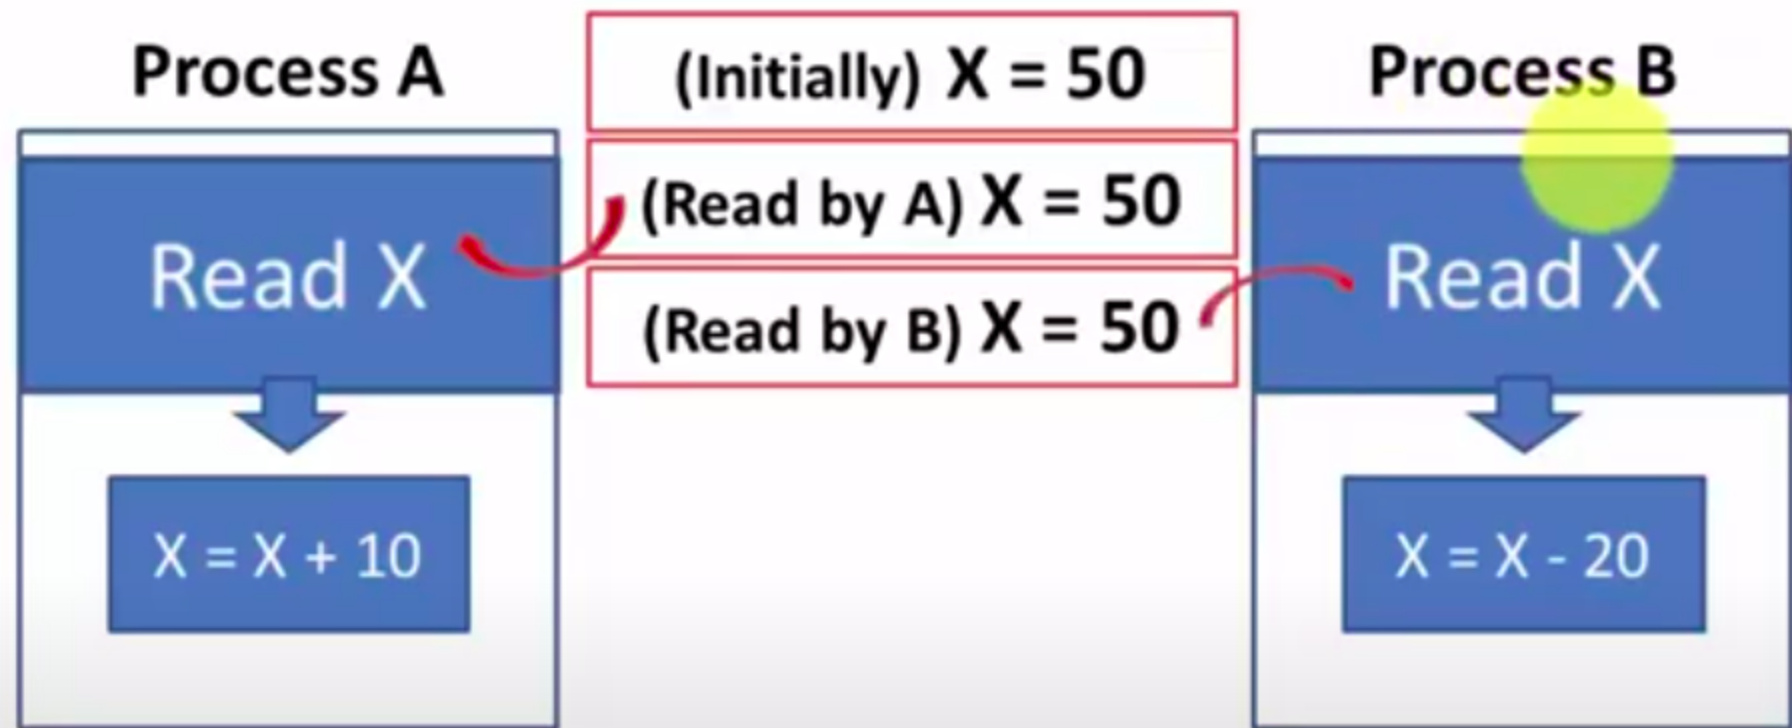 Process A
(Initially) X = 50
Process B
(Read by A) X = 50
Read X
(Read by B) X = 50
Read X
X = X + 10
X = X - 20